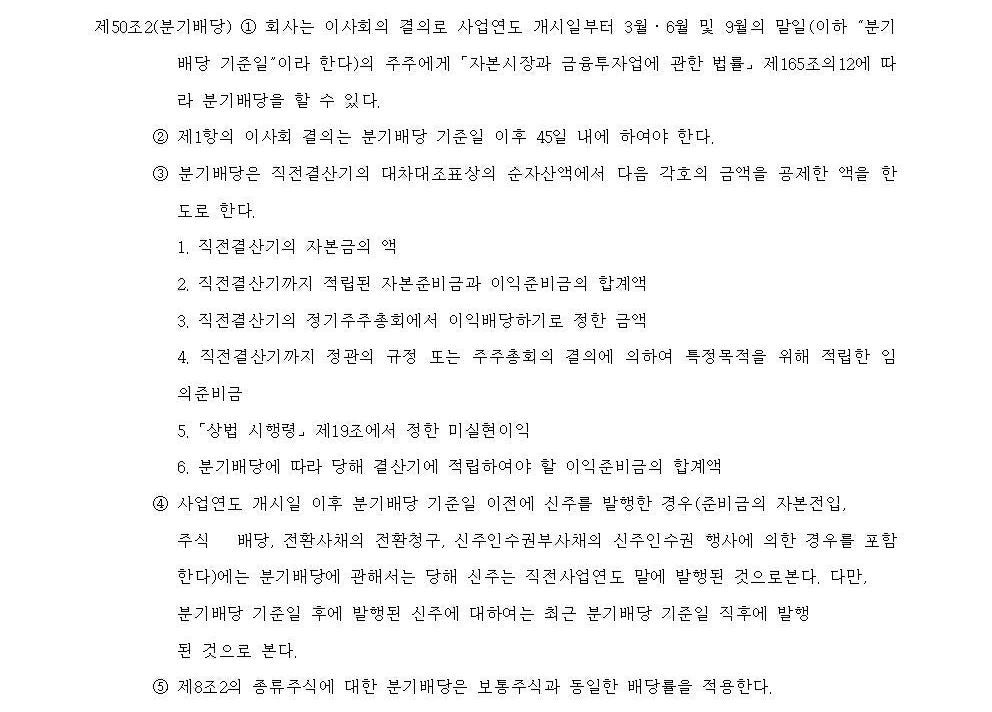 제50조2(분기배당) ① 회사는 이사회의 결의로 사업연도 개시일부터 3월·6월 및 9월의 말일(이하 "분기
배당 기준일"이라 한다)의 주주에게 「자본시장과 금융투자업에 관한 법률」 제165조의12에 따
라 분기배당을 할 수 있다.
② 제1항의 이사회 결의는 분기배당 기준일 이후 45일 내에 하여야 한다.
③ 분기배당은 직전결산기의 대차대조표상의 순자산액에서 다음 각호의 금액을 공제한 액을 한
도로 한다.
1. 직전결산기의 자본금의 액
2. 직전결산기까지 적립된 자본준비금과 이익준비금의 합계액
3. 직전결산기의 정기주주총회에서 이익배당하기로 정한 금액
4. 직전결산기까지 정관의 규정 또는 주주총회의 결의에 의하여 특정목적을 위해 적립한 임
의준비금
5. 「상법 시행령」 제19조에서 정한 미실현이익
6. 분기배당에 따라 당해 결산기에 적립하여야 할 이익준비금의 합계액
④ 사업연도 개시일 이후 분기배당 기준일 이전에 신주를 발행한 경우(준비금의 자본전입,
주식 배당, 전환사채의 전환청구, 신주인수권부사채의 신주인수권 행사에 의한 경우를 포함
한다)에는 분기배당에 관해서는 당해 신주는 직전사업연도 말에 발행된 것으로본다. 다만,
분기배당 기준일 후에 발행된 신주에 대하여는 최근 분기배당 기준일 직후에 발행
된 것으로 본다.
⑤ 제8조2의 종류주식에 대한 분기배당은 보통주식과 동일한 배당률을 적용한다.